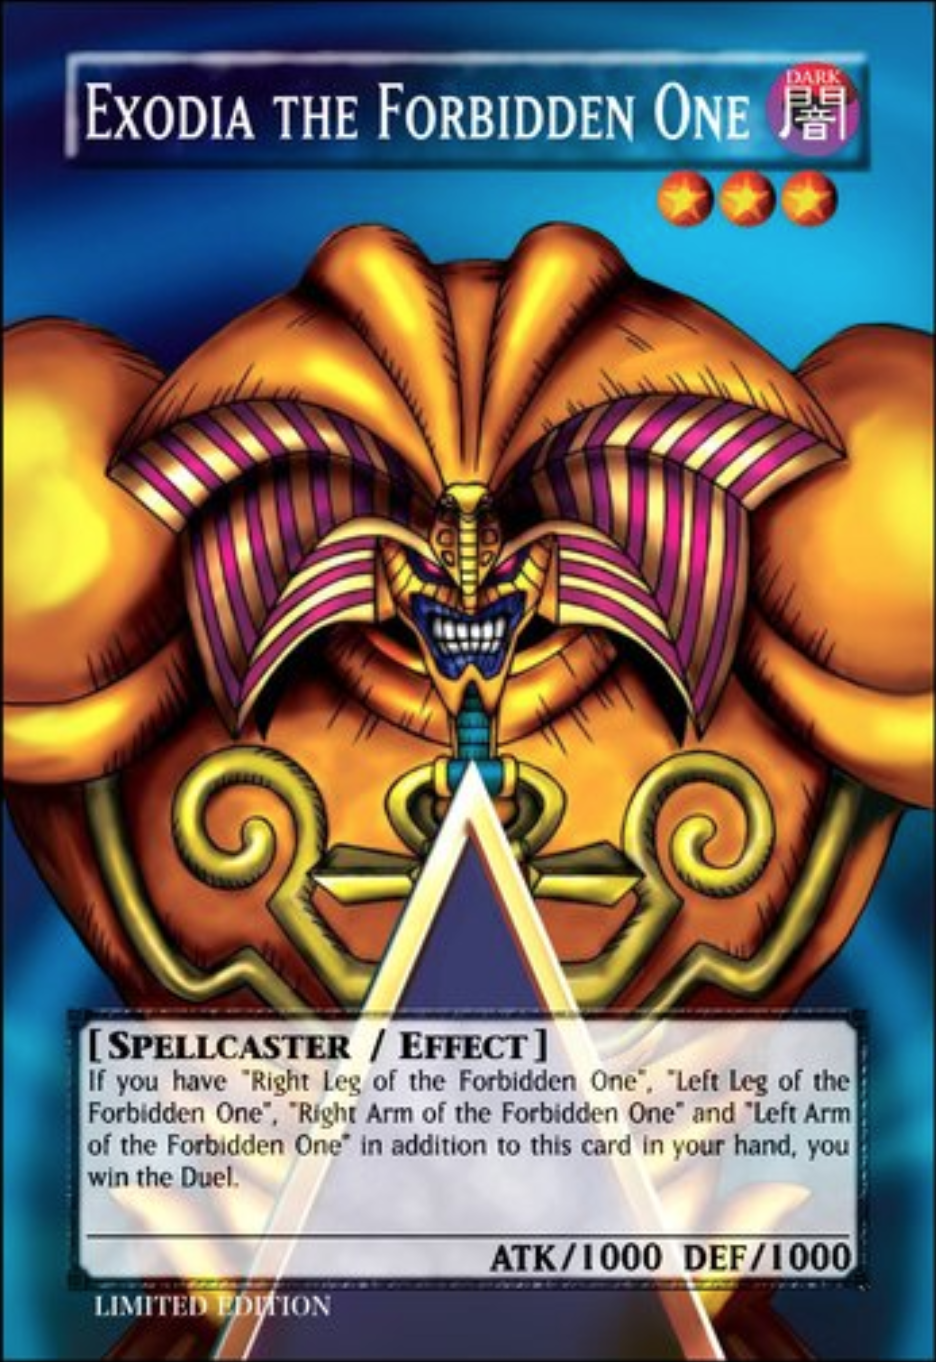 EXODIA THE FORBIDDEN ONE
DARK
闇
[ SPELLCASTER / EFFECT ]
If you have "Right Leg of the Forbidden One", "Left Leg of the
Forbidden One", "Right Arm of the Forbidden One" and "Left Arm
of the Forbidden One" in addition to this card in your hand, you
win the Duel.
ATK/1000 DEF/1000
LIMITED EDITION